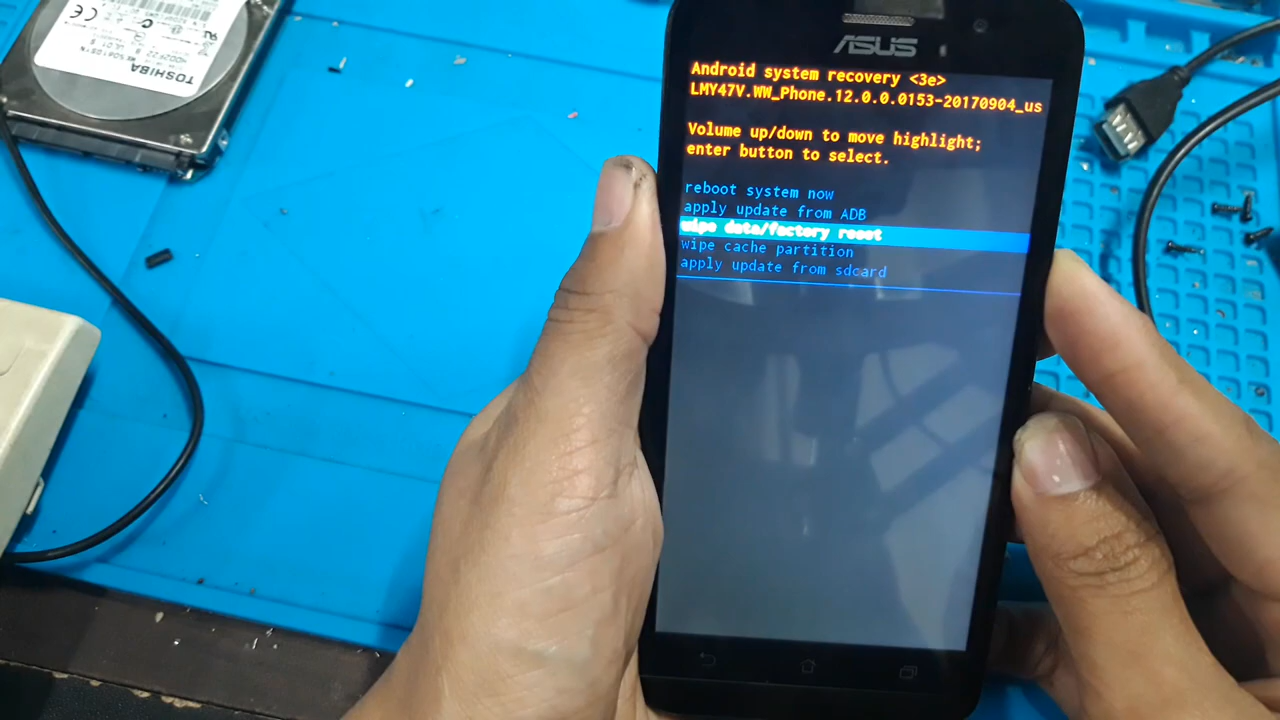 TOSHIBA
ASUS
Android system recovery <3e>
LMY47V.WW_Phone.12.0.0.0153-20170904_us
Volume up/down to move highlight;
enter button to select.
reboot system now
apply update from ADB
wipe data/factory reset
wipe cache partition
apply update from sdcard